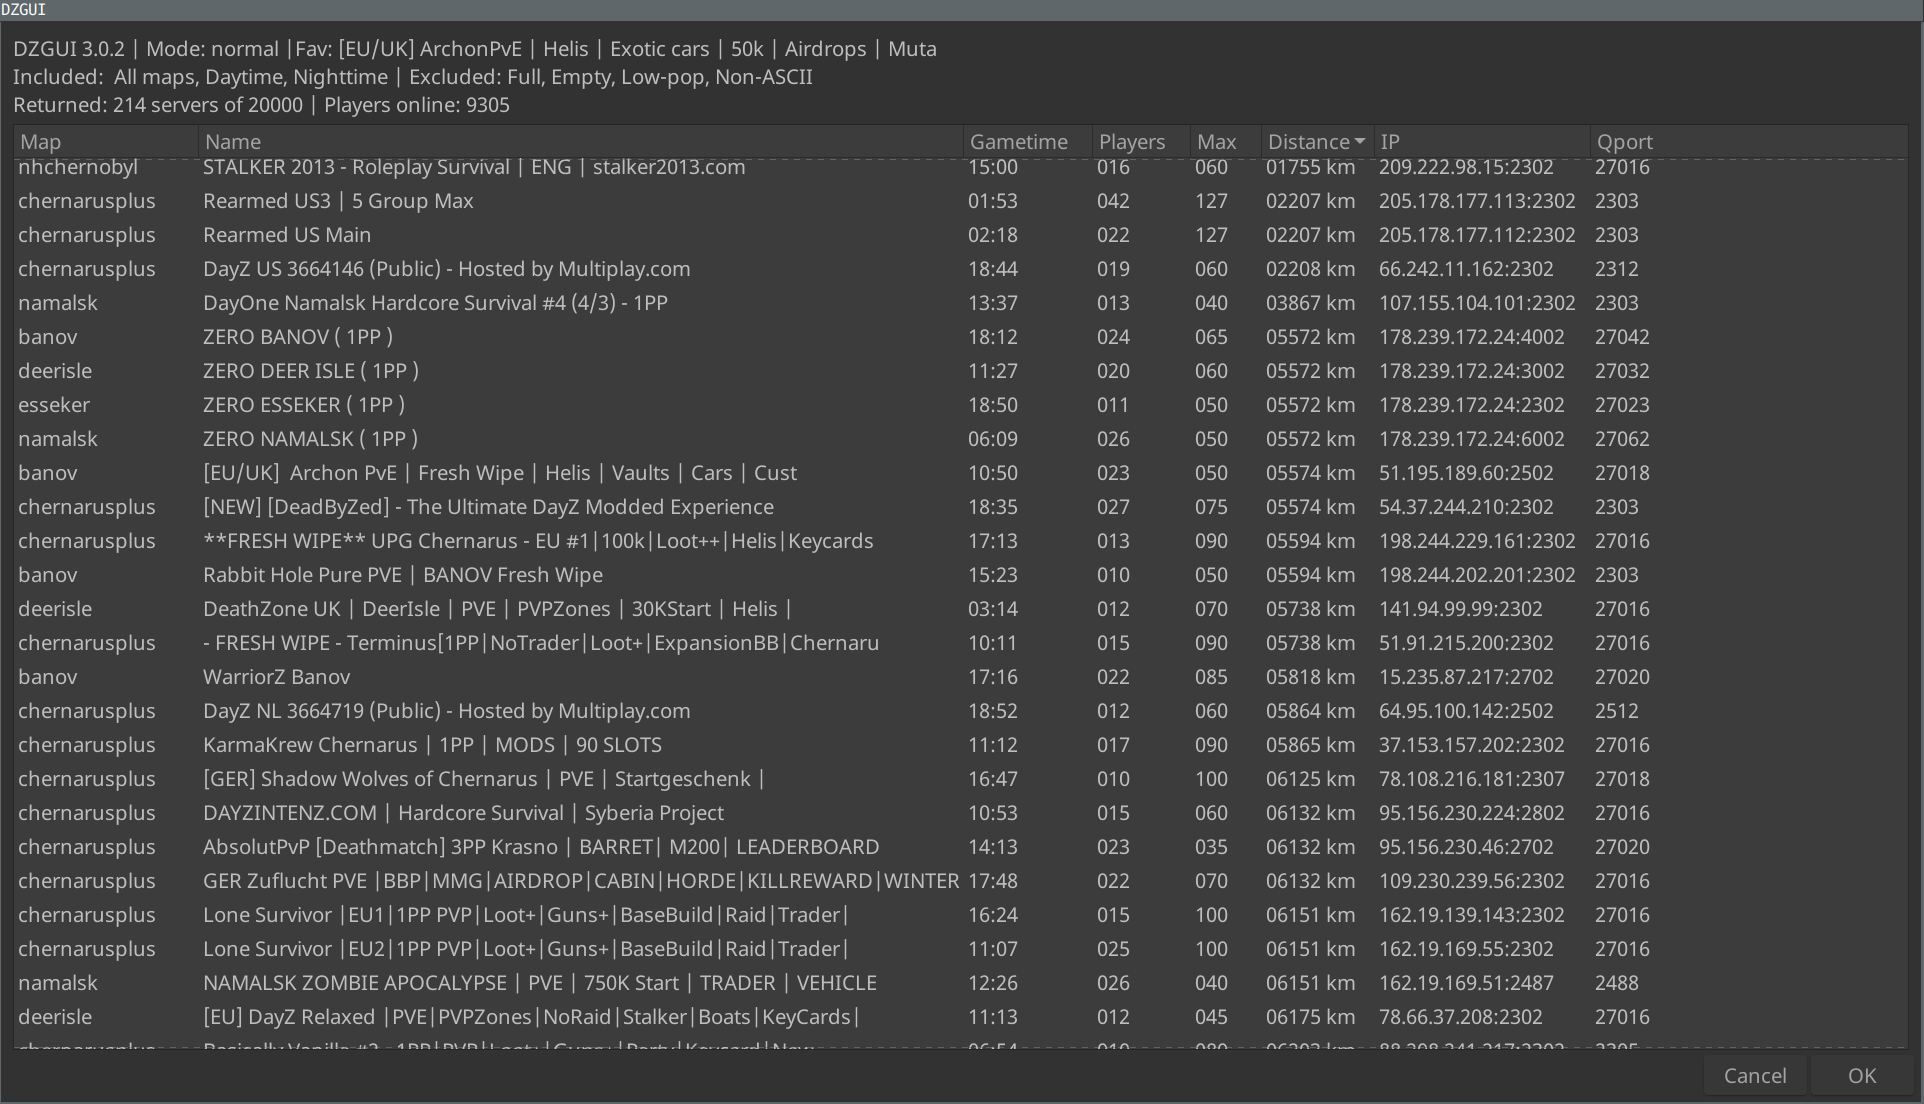 DZGUI
DZGUI 3.0.2 | Mode: normal |Fav: [EU/UK] ArchonPvE | Helis | Exotic cars | 50k | Airdrops | Muta
Included:  All maps, Daytime, Nighttime | Excluded: Full, Empty, Low-pop, Non-ASCII
Returned: 214 servers of 20000 | Players online: 9305
Map Name Gametime Players Max Distance IP Qport
nhchernobyl STALKER 2013 - Roleplay Survival | ENG | stalker2013.com 15:00 016 060 01755 km 209.222.98.15:2302 27016
chernarusplus Rearmed US3 | 5 Group Max 01:53 042 127 02207 km 205.178.177.113:2302 2303
chernarusplus Rearmed US Main 02:18 022 127 02207 km 205.178.177.112:2302 2303
chernarusplus DayZ US 3664146 (Public) - Hosted by Multiplay.com 18:44 019 060 02208 km 66.242.11.162:2302 2312
namalsk DayOne Namalsk Hardcore Survival #4 (4/3) - 1PP 13:37 013 040 03867 km 107.155.104.101:2302 2303
banov ZERO BANOV ( 1PP ) 18:12 024 065 05572 km 178.239.172.24:4002 27042
deerisle ZERO DEER ISLE ( 1PP ) 11:27 020 060 05572 km 178.239.172.24:3002 27032
esseker ZERO ESSEKER ( 1PP ) 18:50 011 050 05572 km 178.239.172.24:2302 27023
namalsk ZERO NAMALSK ( 1PP ) 06:09 026 050 05572 km 178.239.172.24:6002 27062
banov [EU/UK]  Archon PvE | Fresh Wipe | Helis | Vaults | Cars | Cust 10:50 023 050 05574 km 51.195.189.60:2502 27018
chernarusplus [NEW] [DeadByZed] - The Ultimate DayZ Modded Experience 18:35 027 075 05574 km 54.37.244.210:2302 2303
chernarusplus **FRESH WIPE** UPG Chernarus - EU #1|100k|Loot++|Helis|Keycards 17:13 013 090 05594 km 198.244.229.161:2302 27016
banov Rabbit Hole Pure PVE | BANOV Fresh Wipe 15:23 010 050 05594 km 198.244.202.201:2302 2303
deerisle DeathZone UK | DeerIsle | PVE | PVPZones | 30KStart | Helis | 03:14 012 070 05738 km 141.94.99.99:2302 27016
chernarusplus - FRESH WIPE - Terminus[1PP|NoTrader|Loot+|ExpansionBB|Chernaru 10:11 015 090 05738 km 51.91.215.200:2302 27016
banov WarriorZ Banov 17:16 022 085 05818 km 15.235.87.217:2702 27020
chernarusplus DayZ NL 3664719 (Public) - Hosted by Multiplay.com 18:52 012 060 05864 km 64.95.100.142:2502 2512
chernarusplus KarmaKrew Chernarus | 1PP | MODS | 90 SLOTS 11:12 017 090 05865 km 37.153.157.202:2302 27016
chernarusplus [GER] Shadow Wolves of Chernarus | PVE | Startgeschenk | 16:47 010 100 06125 km 78.108.216.181:2307 27018
chernarusplus DAYZINTENZ.COM | Hardcore Survival | Syberia Project 10:53 015 060 06132 km 95.156.230.224:2802 27016
chernarusplus AbsolutPvP [Deathmatch] 3PP Krasno | BARRET| M200| LEADERBOARD 14:13 023 035 06132 km 95.156.230.46:2702 27020
chernarusplus GER Zuflucht PVE |BBP|MMG|AIRDROP|CABIN|HORDE|KILLREWARD|WINTER 17:48 022 070 06132 km 109.230.239.56:2302 27016
chernarusplus Lone Survivor |EU1|1PP PVP|Loot+|Guns+|BaseBuild|Raid|Trader| 16:24 015 100 06151 km 162.19.139.143:2302 27016
chernarusplus Lone Survivor |EU2|1PP PVP|Loot+|Guns+|BaseBuild|Raid|Trader| 11:07 025 100 06151 km 162.19.169.55:2302 27016
namalsk NAMALSK ZOMBIE APOCALYPSE | PVE | 750K Start | TRADER | VEHICLE 12:26 026 040 06151 km 162.19.169.51:2487 2488
deerisle [EU] DayZ Relaxed |PVE|PVPZones|NoRaid|Stalker|Boats|KeyCards| 11:13 012 045 06175 km 78.66.37.208:2302 27016
chernarusplus
Cancel OK